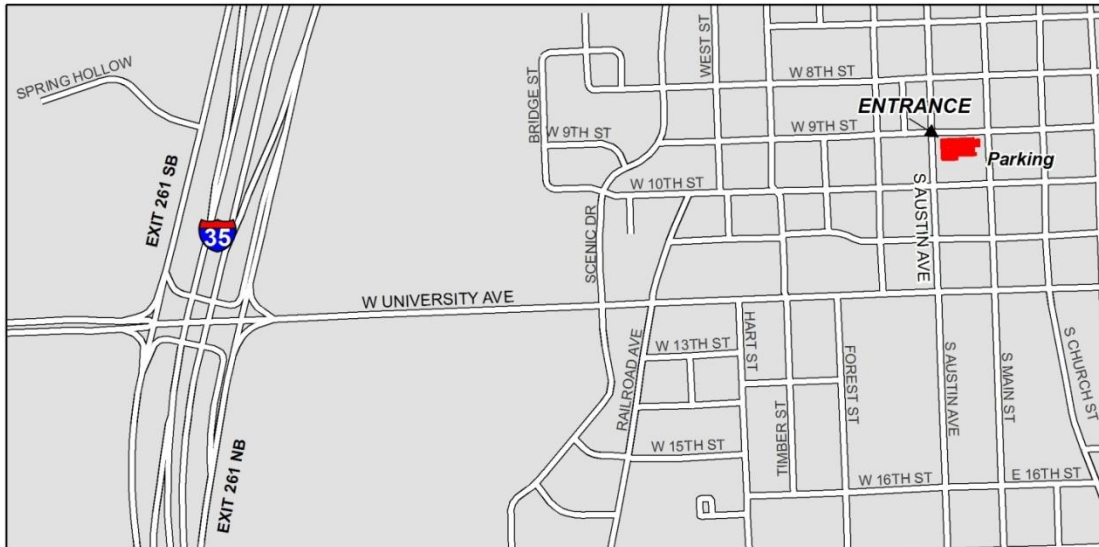 SPRING HOLLOW
WEST ST
W 8TH ST
BRIDGE ST
ENTRANCE
W 9TH ST
W 9TH ST
Parking
EXIT 261 SB
W 10TH ST
S AUSTIN AVE
35
SCENIC DR
W UNIVERSITY AVE
W 13TH ST
HART ST
RAILROAD AVE
FOREST ST
S AUSTIN AVE
S MAIN ST
S CHURCH ST
TIMBER ST
W 15TH ST
W 16TH ST
E 16TH ST
EXIT 261 NB